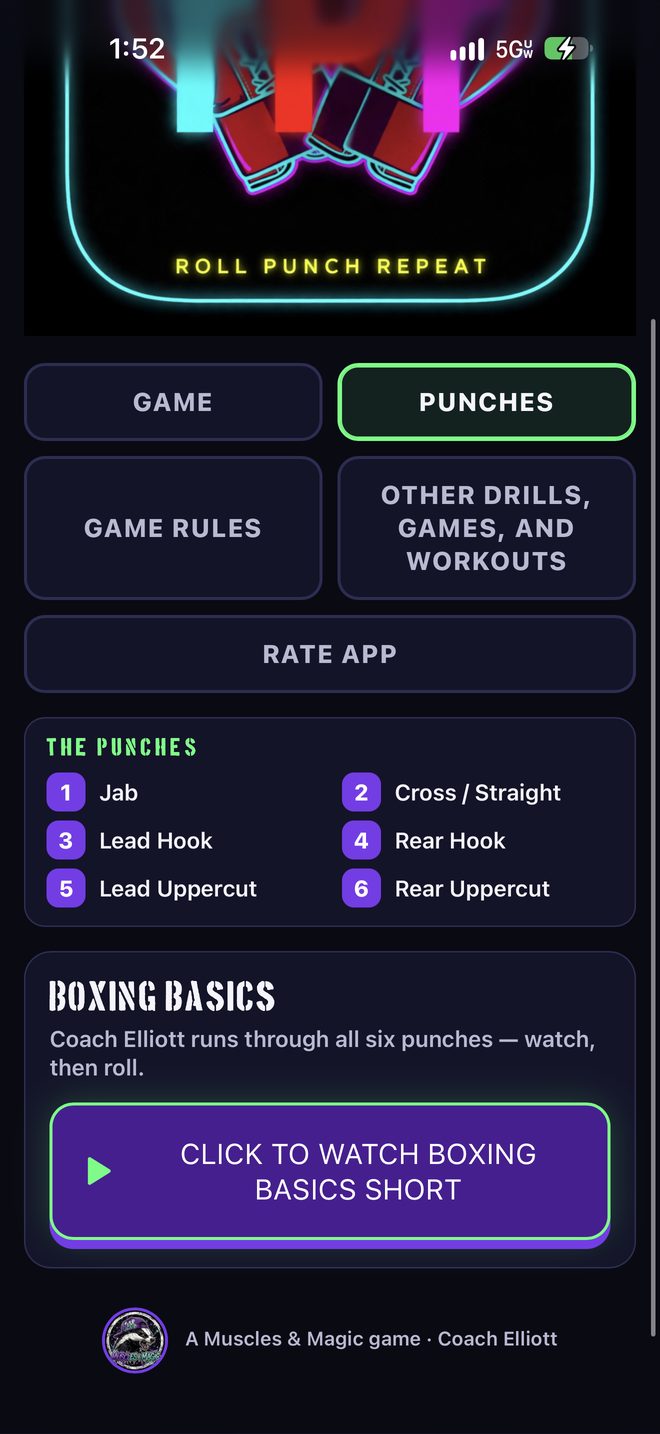 1:52
5GUW
ROLL PUNCH REPEAT
GAME
PUNCHES
GAME RULES
OTHER DRILLS,
GAMES, AND
WORKOUTS
RATE APP
THE PUNCHES
1 Jab
2 Cross / Straight
3 Lead Hook
4 Rear Hook
5 Lead Uppercut
6 Rear Uppercut
BOXING BASICS
Coach Elliott runs through all six punches — watch,
then roll.
CLICK TO WATCH BOXING
BASICS SHORT
A Muscles & Magic game · Coach Elliott